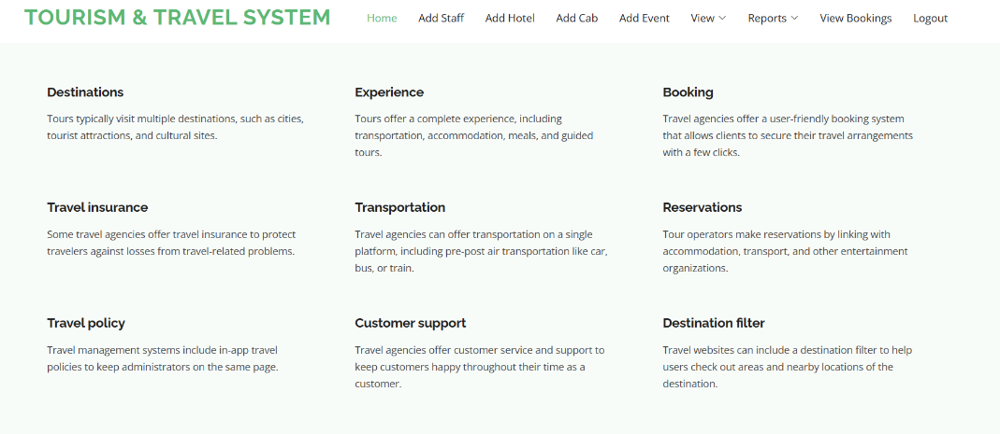 TOURISM & TRAVEL SYSTEM Home Add Staff Add Hotel Add Cab Add Event View Reports View Bookings Logout
Destinations
Tours typically visit multiple destinations, such as cities,
tourist attractions, and cultural sites.
Experience
Tours offer a complete experience, including
transportation, accommodation, meals, and guided
tours.
Booking
Travel agencies offer a user-friendly booking system
that allows clients to secure their travel arrangements
with a few clicks.
Travel insurance
Some travel agencies offer travel insurance to protect
travelers against losses from travel-related problems.
Transportation
Travel agencies can offer transportation on a single
platform, including pre-post air transportation like car,
bus, or train.
Reservations
Tour operators make reservations by linking with
accommodation, transport, and other entertainment
organizations.
Travel policy
Travel management systems include in-app travel
policies to keep administrators on the same page.
Customer support
Travel agencies offer customer service and support to
keep customers happy throughout their time as a
customer.
Destination filter
Travel websites can include a destination filter to help
users check out areas and nearby locations of the
destination.